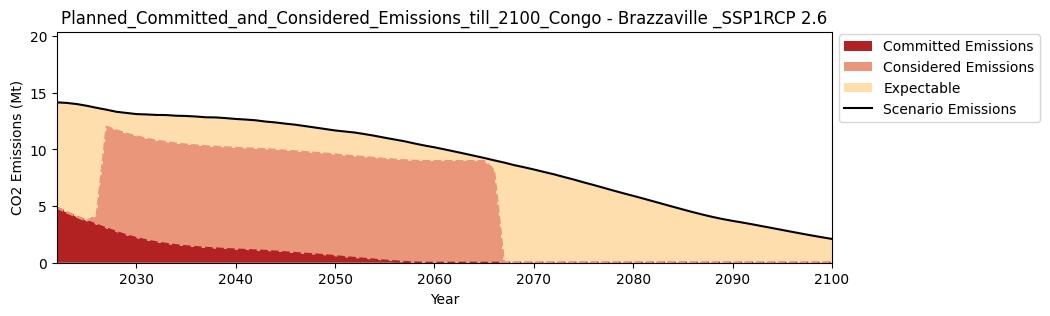 Planned_Committed_and_Considered_Emissions_till_2100_Congo - Brazzaville _SSP1RCP 2.6
20
15
10
5
0
CO2 Emissions (Mt)
2030
2040
2050
2060
2070
2080
2090
2100
Year
Committed Emissions
Considered Emissions
Expectable
Scenario Emissions